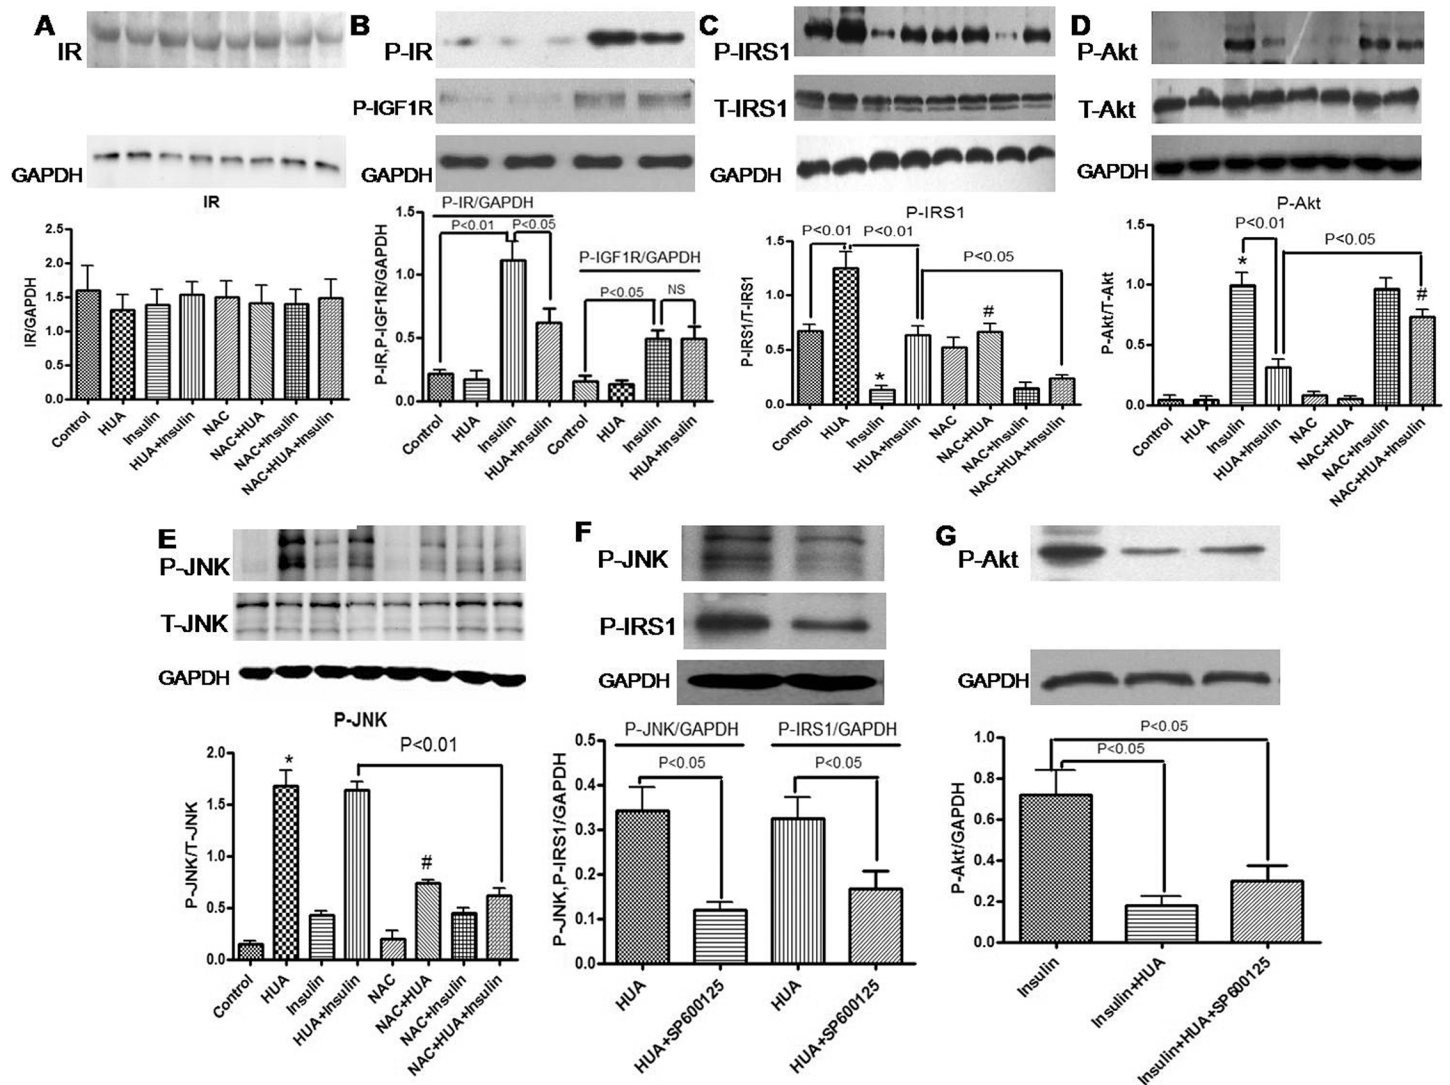 A
IR
GAPDH
IR
IR/GAPDH
2.5
2.0
1.5
1.0
0.5
0.0
Control
HUA
Insulin
HUA+Insulin
NAC
NAC+HUA
NAC+Insulin
NAC+HUA+Insulin
B
P-IR
P-IGF1R
GAPDH
P-IR/GAPDH
P<0.01
P<0.05
P-IGF1R/GAPDH
P<0.05
NS
P-IR,P-IGF1R/GAPDH
1.5
1.0
0.5
0.0
Control
HUA
Insulin
HUA+Insulin
Control
HUA
Insulin
HUA+Insulin
C
P-IRS1
T-IRS1
GAPDH
P-IRS1
P<0.01
P<0.01
P<0.05
*
#
P-IRS1/T-IRS1
1.5
1.0
0.5
0.0
Control
HUA
Insulin
HUA+Insulin
NAC
NAC+HUA
NAC+Insulin
NAC+HUA+Insulin
D
P-Akt
T-Akt
GAPDH
P-Akt
P<0.01
P<0.05
*
#
P-Akt/T-Akt
1.5
1.0
0.5
0.0
Control
HUA
Insulin
HUA+Insulin
NAC
NAC+HUA
NAC+Insulin
NAC+HUA+Insulin
E
P-JNK
T-JNK
GAPDH
P-JNK
P<0.01
*
#
P-JNK/T-JNK
2.0
1.5
1.0
0.5
0.0
Control
HUA
Insulin
HUA+Insulin
NAC
NAC+HUA
NAC+Insulin
NAC+HUA+Insulin
F
P-JNK
P-IRS1
GAPDH
P-JNK/GAPDH
P-IRS1/GAPDH
P<0.05
P<0.05
P-JNK,P-IRS1/GAPDH
0.5
0.4
0.3
0.2
0.1
0.0
HUA
HUA+SP600125
HUA
HUA+SP600125
G
P-Akt
GAPDH
P<0.05
P<0.05
P-Akt/GAPDH
1.0
0.8
0.6
0.4
0.2
0.0
Insulin
Insulin+HUA
Insulin+HUA+SP600125